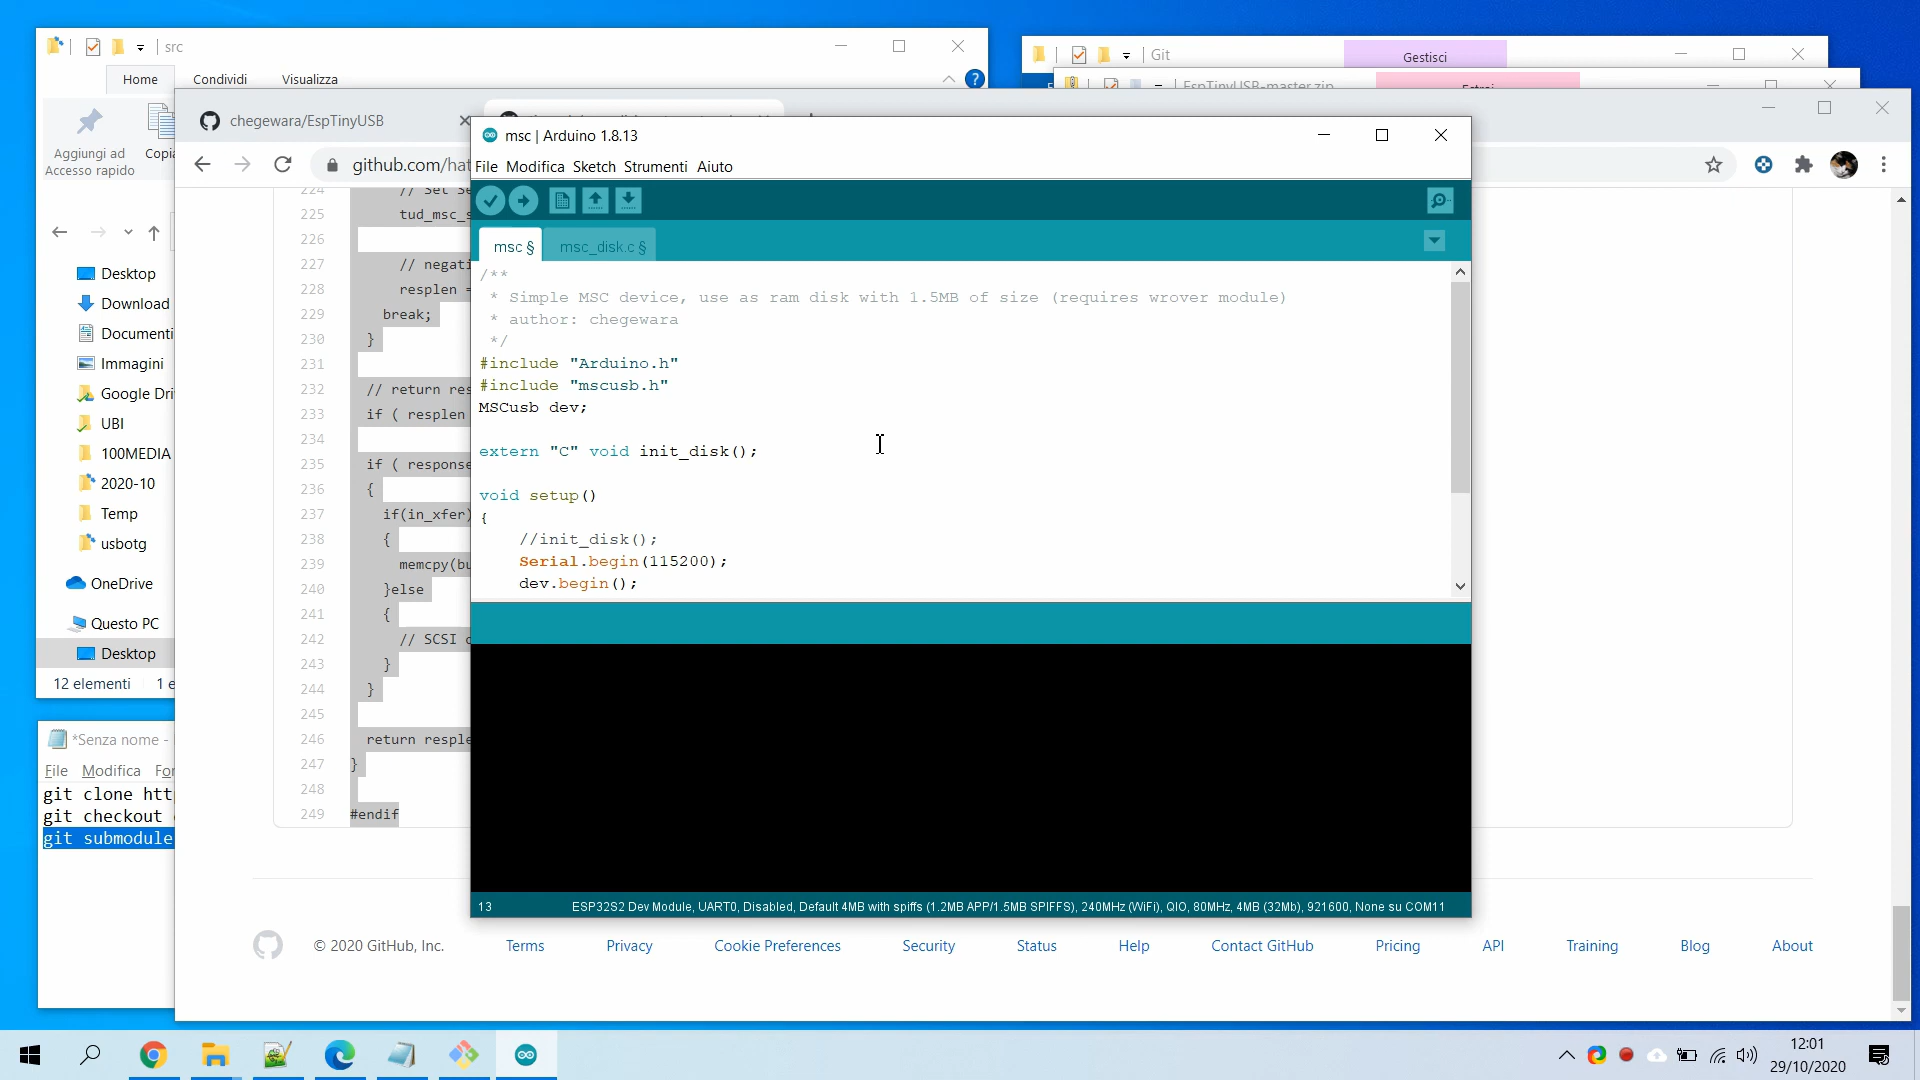 src
Home
Condividi
Visualizza
Aggiungi ad
Accesso rapido
Copia
Desktop
Download
Documenti
Immagini
Google Dri
UBI
100MEDIA
2020-10
Temp
usbotg
OneDrive
Questo PC
Desktop
12 elementi
1 e
Git
Gestisci
EspTinyUSB-master.zip
Estrai
chegewara/EspTinyUSB
github.com/hat
224 // Set Se
225 tud_msc_s
226
227 // negati
228 resplen =
229 break;
230 }
231
232 // return res
233 if ( resplen
234
235 if ( response
236 {
237 if(in_xfer)
238 {
239 memcpy(bu
240 }else
241 {
242 // SCSI o
243 }
244 }
245
246 return resple
247 }
248
249 #endif
© 2020 GitHub, Inc.
Terms
Privacy
Cookie Preferences
Security
Status
Help
Contact GitHub
Pricing
API
Training
Blog
About
msc | Arduino 1.8.13
File Modifica Sketch Strumenti Aiuto
msc §
msc_disk.c §
/**
* Simple MSC device, use as ram disk with 1.5MB of size (requires wrover module)
* author: chegewara
*/
#include "Arduino.h"
#include "mscusb.h"
MSCusb dev;
extern "C" void init_disk();
void setup()
{
//init_disk();
Serial.begin(115200);
dev.begin();
13
ESP32S2 Dev Module, UART0, Disabled, Default 4MB with spiffs (1.2MB APP/1.5MB SPIFFS), 240MHz (WiFi), QIO, 80MHz, 4MB (32Mb), 921600, None su COM11
*Senza nome -
File Modifica For
git clone htt
git checkout
git submodule
12:01
29/10/2020